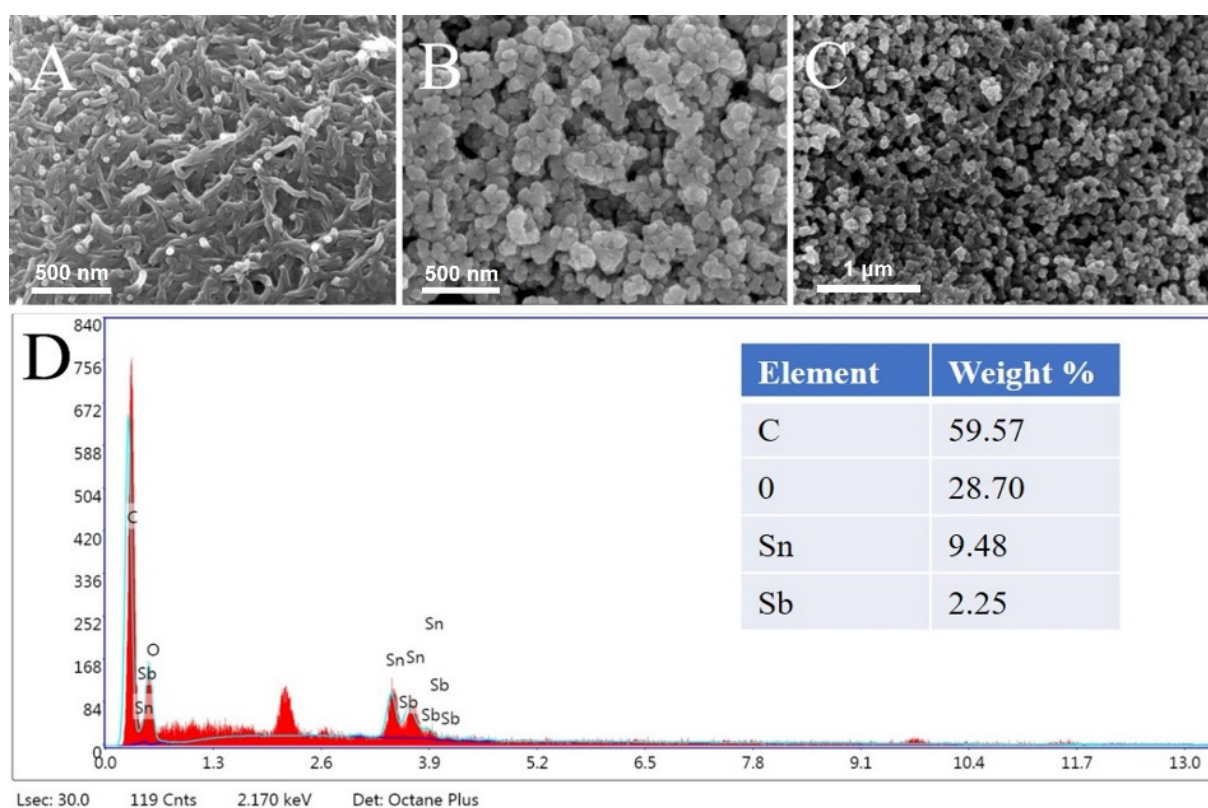 A B C
500 nm 500 nm 1 µm
D
840
756
672
588
504
420
336
252
168
84
0
C
O
Sb
Sn
Sn
Sn Sn
Sb
Sb
Sb Sb
0.0 1.3 2.6 3.9 5.2 6.5 7.8 9.1 10.4 11.7 13.0
Element Weight %
C 59.57
0 28.70
Sn 9.48
Sb 2.25
Lsec: 30.0 119 Cnts 2.170 keV Det: Octane Plus